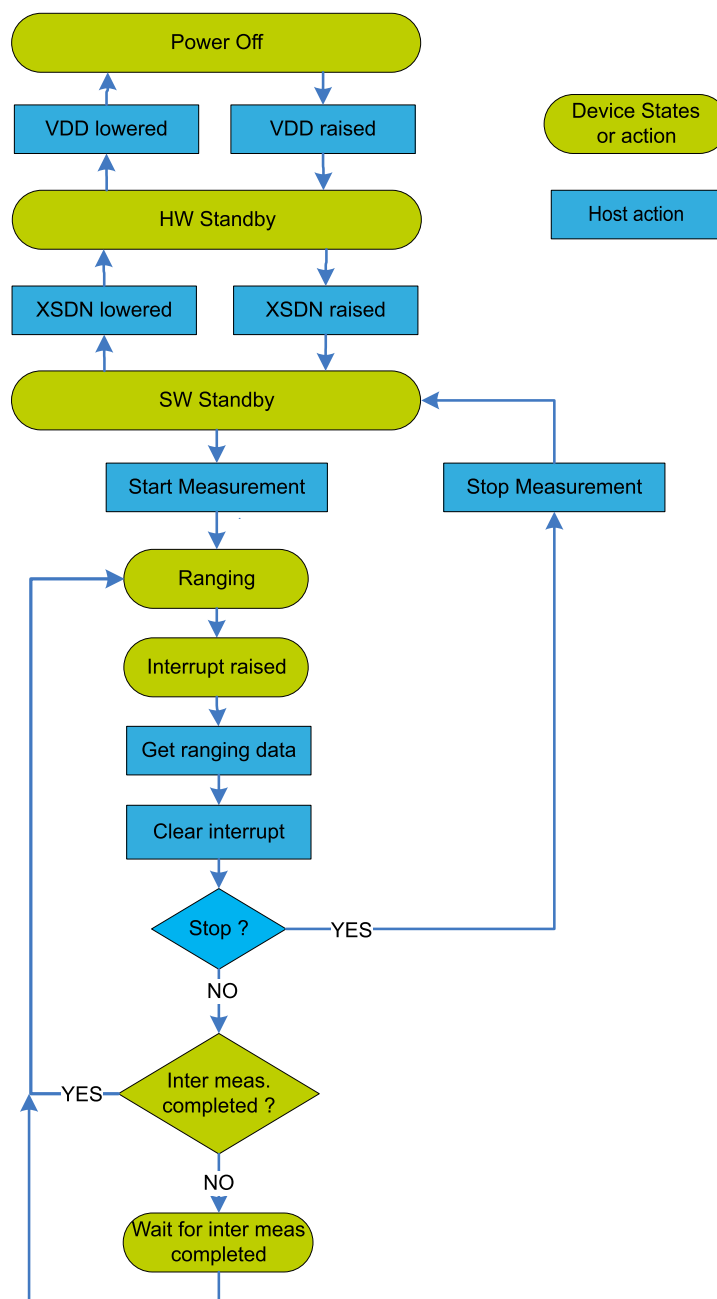 Power Off
VDD lowered
VDD raised
Device States
or action
HW Standby
Host action
XSDN lowered
XSDN raised
SW Standby
Start Measurement
Stop Measurement
Ranging
Interrupt raised
Get ranging data
Clear interrupt
Stop ?
YES
NO
Inter meas.
completed ?
YES
NO
Wait for inter meas
completed